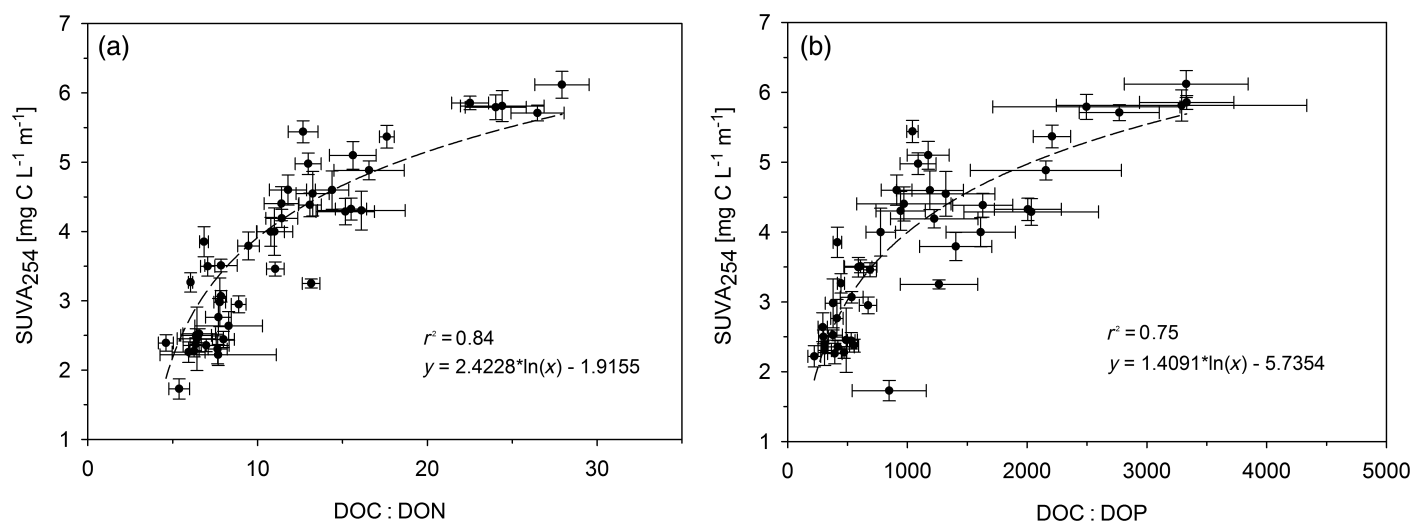 (a)
7
6
5
4
3
2
1
SUVA254 [mg C L-1 m-1]
r² = 0.84
y = 2.4228*ln(x) - 1.9155
0 10 20 30
DOC : DON
(b)
7
6
5
4
3
2
1
SUVA254 [mg C L-1 m-1]
r² = 0.75
y = 1.4091*ln(x) - 5.7354
0 1000 2000 3000 4000 5000
DOC : DOP